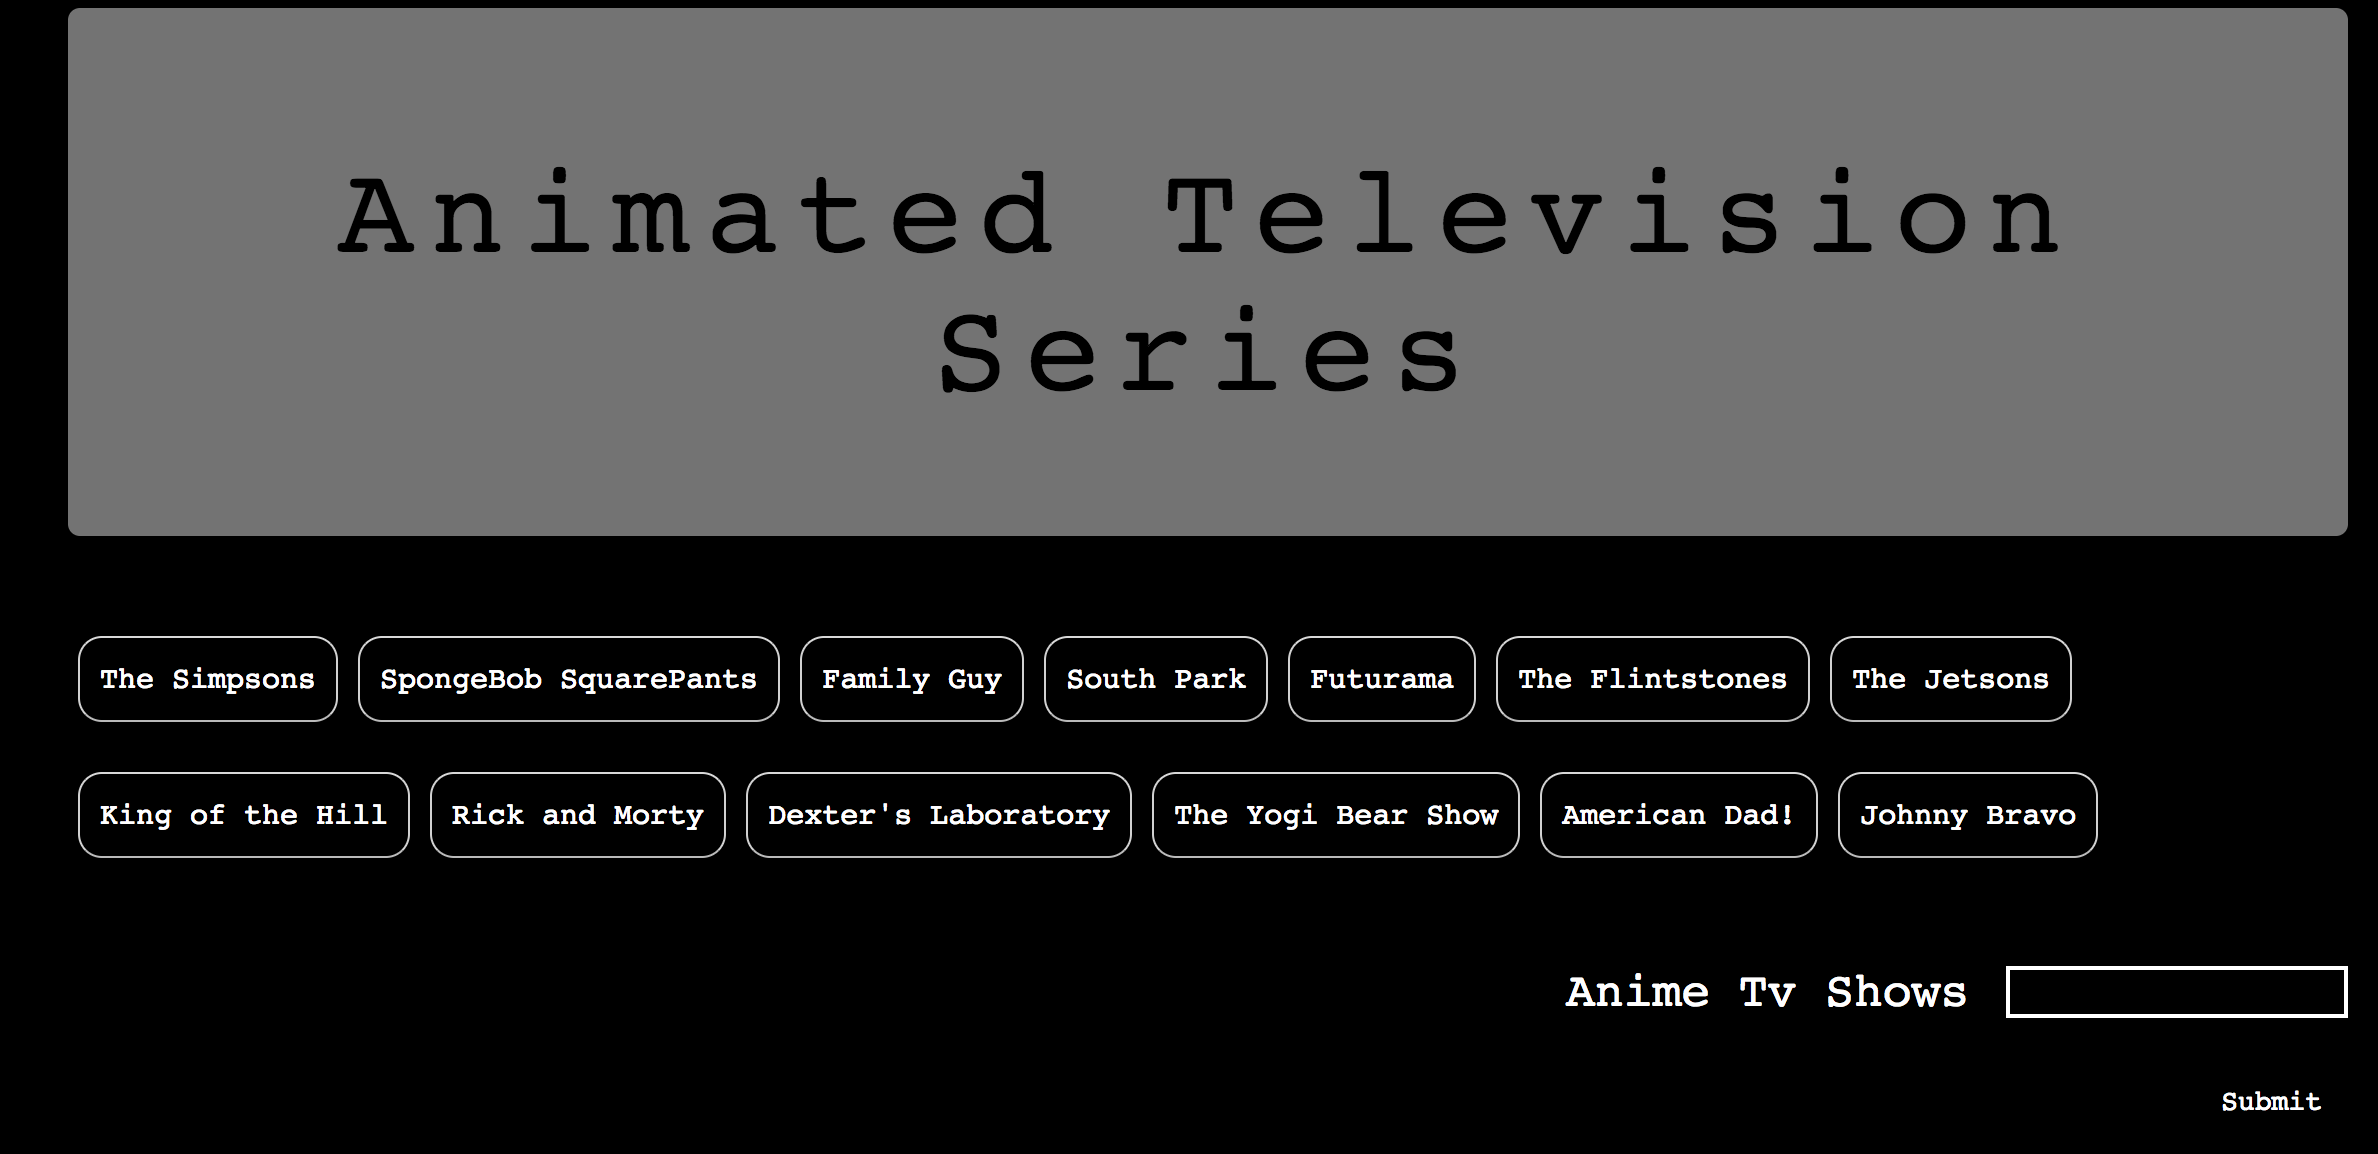 Animated Television
Series
The Simpsons SpongeBob SquarePants Family Guy South Park Futurama The Flintstones The Jetsons
King of the Hill Rick and Morty Dexter's Laboratory The Yogi Bear Show American Dad! Johnny Bravo
Anime Tv Shows
Submit